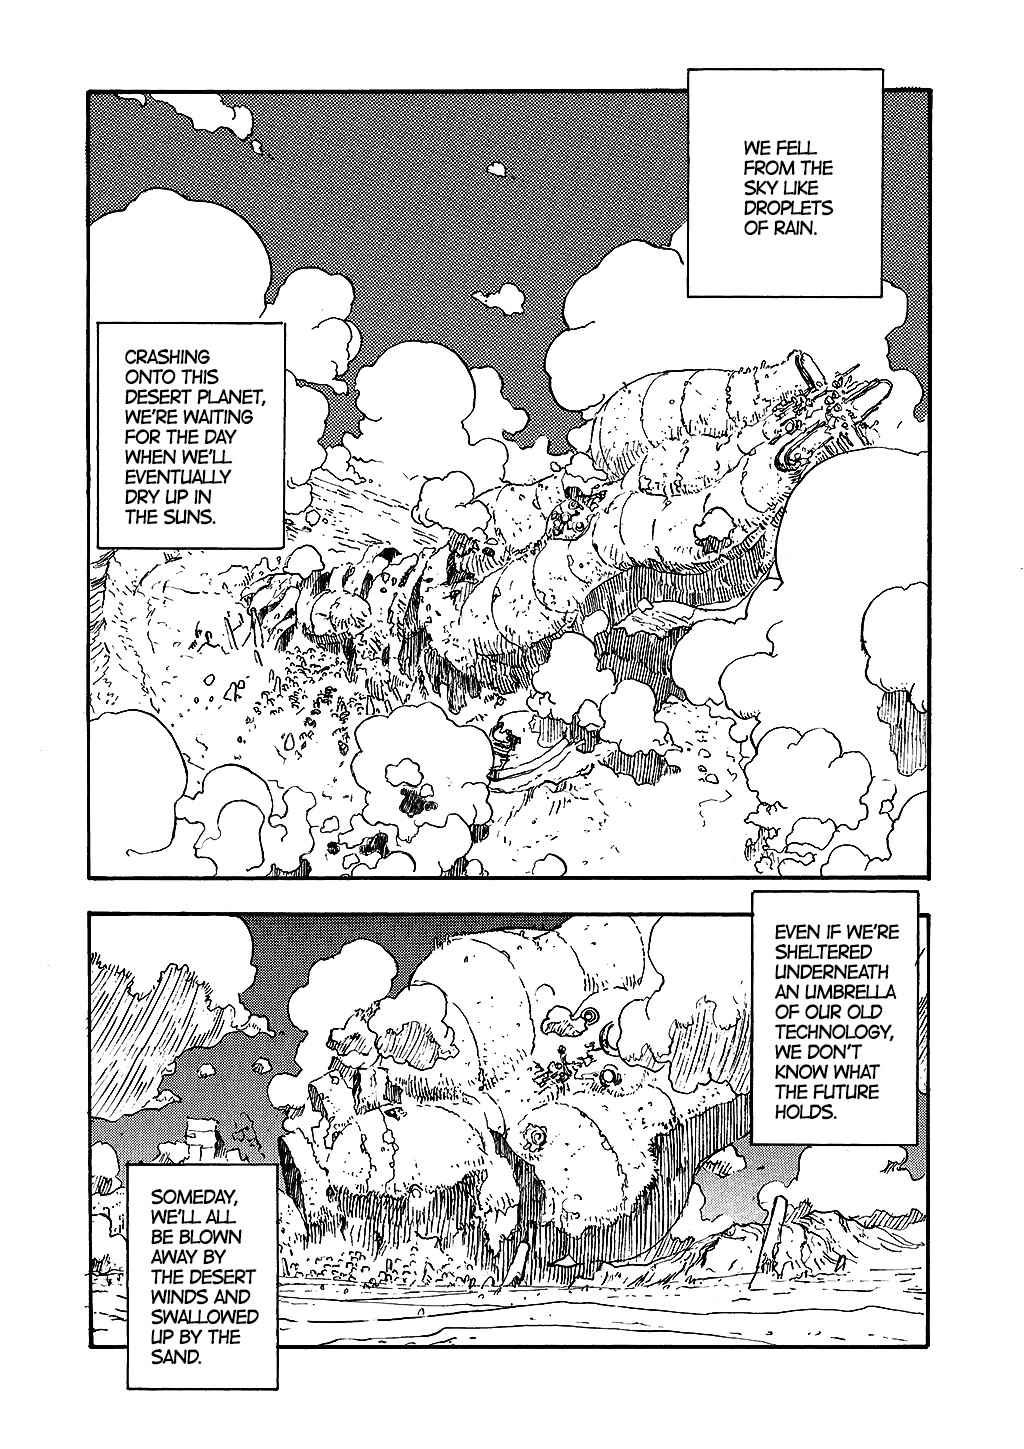 WE FELL
FROM THE
SKY LIKE
DROPLETS
OF RAIN.
CRASHING
ONTO THIS
DESERT PLANET,
WE'RE WAITING
FOR THE DAY
WHEN WE'LL
EVENTUALLY
DRY UP IN
THE SUNS.
EVEN IF WE'RE
SHELTERED
UNDERNEATH
AN UMBRELLA
OF OUR OLD
TECHNOLOGY,
WE DON'T
KNOW WHAT
THE FUTURE
HOLDS.
SOMEDAY,
WE'LL ALL
BE BLOWN
AWAY BY
THE DESERT
WINDS AND
SWALLOWED
UP BY THE
SAND.